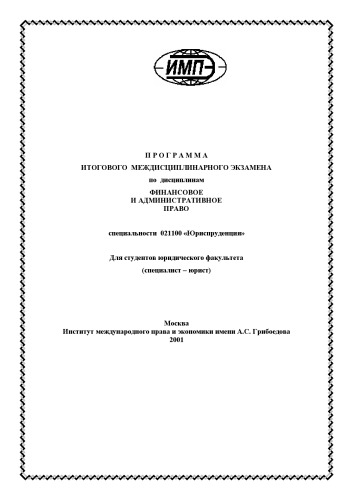 ИМПЭ
П Р О Г Р А М М А
ИТОГОВОГО МЕЖДИСЦИПЛИНАРНОГО ЭКЗАМЕНА
по дисциплинам
ФИНАНСОВОЕ
И АДМИНИСТРАТИВНОЕ
ПРАВО
специальности 021100 «Юриспруденция»
Для студентов юридического факультета
(специалист – юрист)
Москва
Институт международного права и экономики имени А.С. Грибоедова
2001